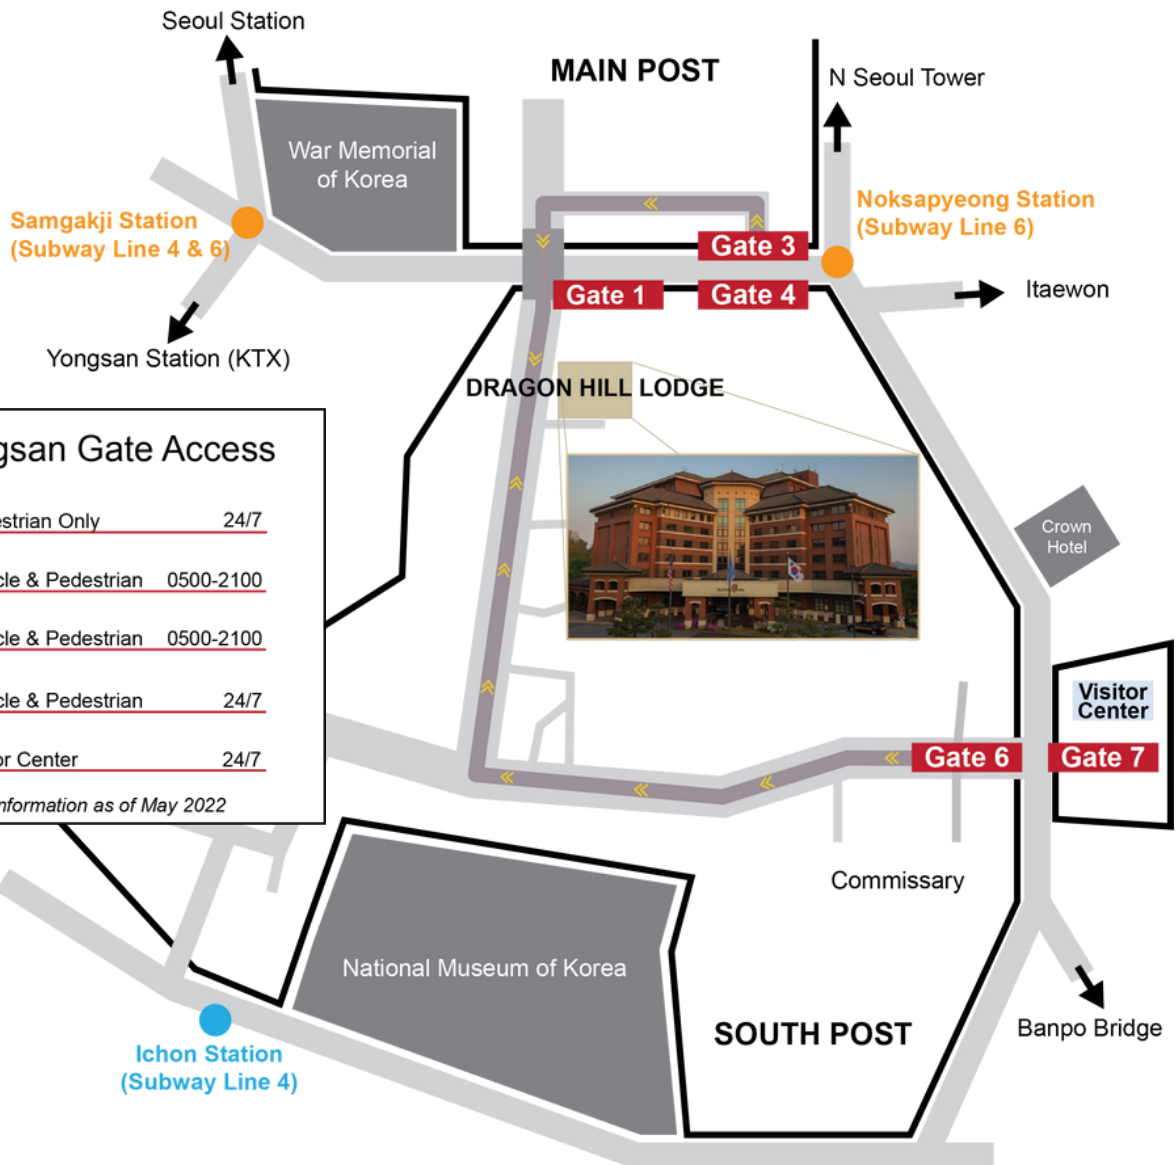 Seoul Station
MAIN POST
N Seoul Tower
War Memorial
of Korea
Samgakji Station
(Subway Line 4 & 6)
Noksapyeong Station
(Subway Line 6)
Gate 3
Gate 1
Gate 4
Itaewon
Yongsan Station (KTX)
DRAGON HILL LODGE
gsan Gate Access
estrian Only 24/7
cle & Pedestrian 0500-2100
cle & Pedestrian 0500-2100
cle & Pedestrian 24/7
or Center 24/7
nformation as of May 2022
Crown
Hotel
Visitor
Center
Gate 6
Gate 7
Commissary
National Museum of Korea
SOUTH POST
Banpo Bridge
Ichon Station
(Subway Line 4)